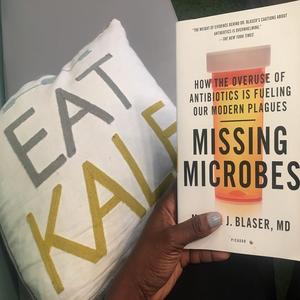 EAT
KALE
"THE WEIGHT OF EVIDENCE BEHIND DR. BLASER'S CAUTIONS ABOUT
ANTIBIOTICS IS OVERWHELMING."
—THE NEW YORK TIMES
HOW THE OVERUSE OF
ANTIBIOTICS IS FUELING
OUR MODERN PLAGUES
MISSING
MICROBES
J. BLASER, MD
PICADOR